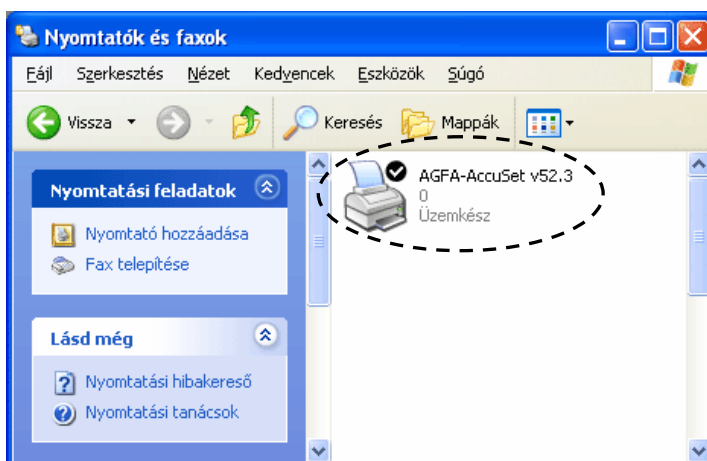 Nyomtatók és faxok
Fájl Szerkesztés Nézet Kedvencek Eszközök Súgó
Vissza Keresés Mappák
Nyomtatási feladatok
Nyomtató hozzáadása
Fax telepítése
Lásd még
Nyomtatási hibakereső
Nyomtatási tanácsok
AGFA-AccuSet v52.3
0
Üzemkész